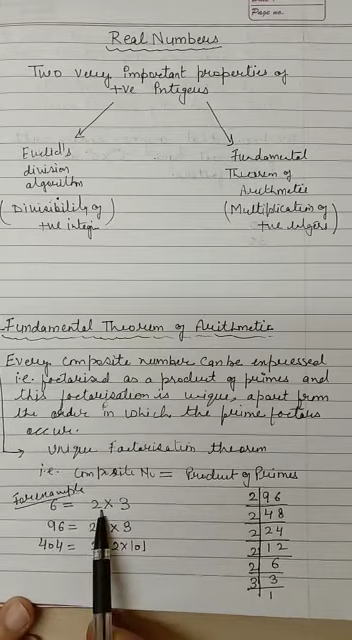 Page no.
Real Numbers
Two very important properties of
+ve Integers
Euclid's
division
algorithm
(Divisibility of
+ve integ)
Fundamental
Theorem of
Arithmetic
(Multiplication of
+ve integers)
Fundamental Theorem of Arithmetic
Every composite number can be expressed
i.e. factorised as a product of primes and
this factorisation is unique, apart from
the order in which the prime factors
occur.
Unique Factorisation theorem
i.e. Composite No = Product of Primes
For example
6 = 2 × 3
96 = 2 × 3
404 = 2 × 101
2 | 96
2 | 48
2 | 24
2 | 12
2 | 6
3 | 3
1